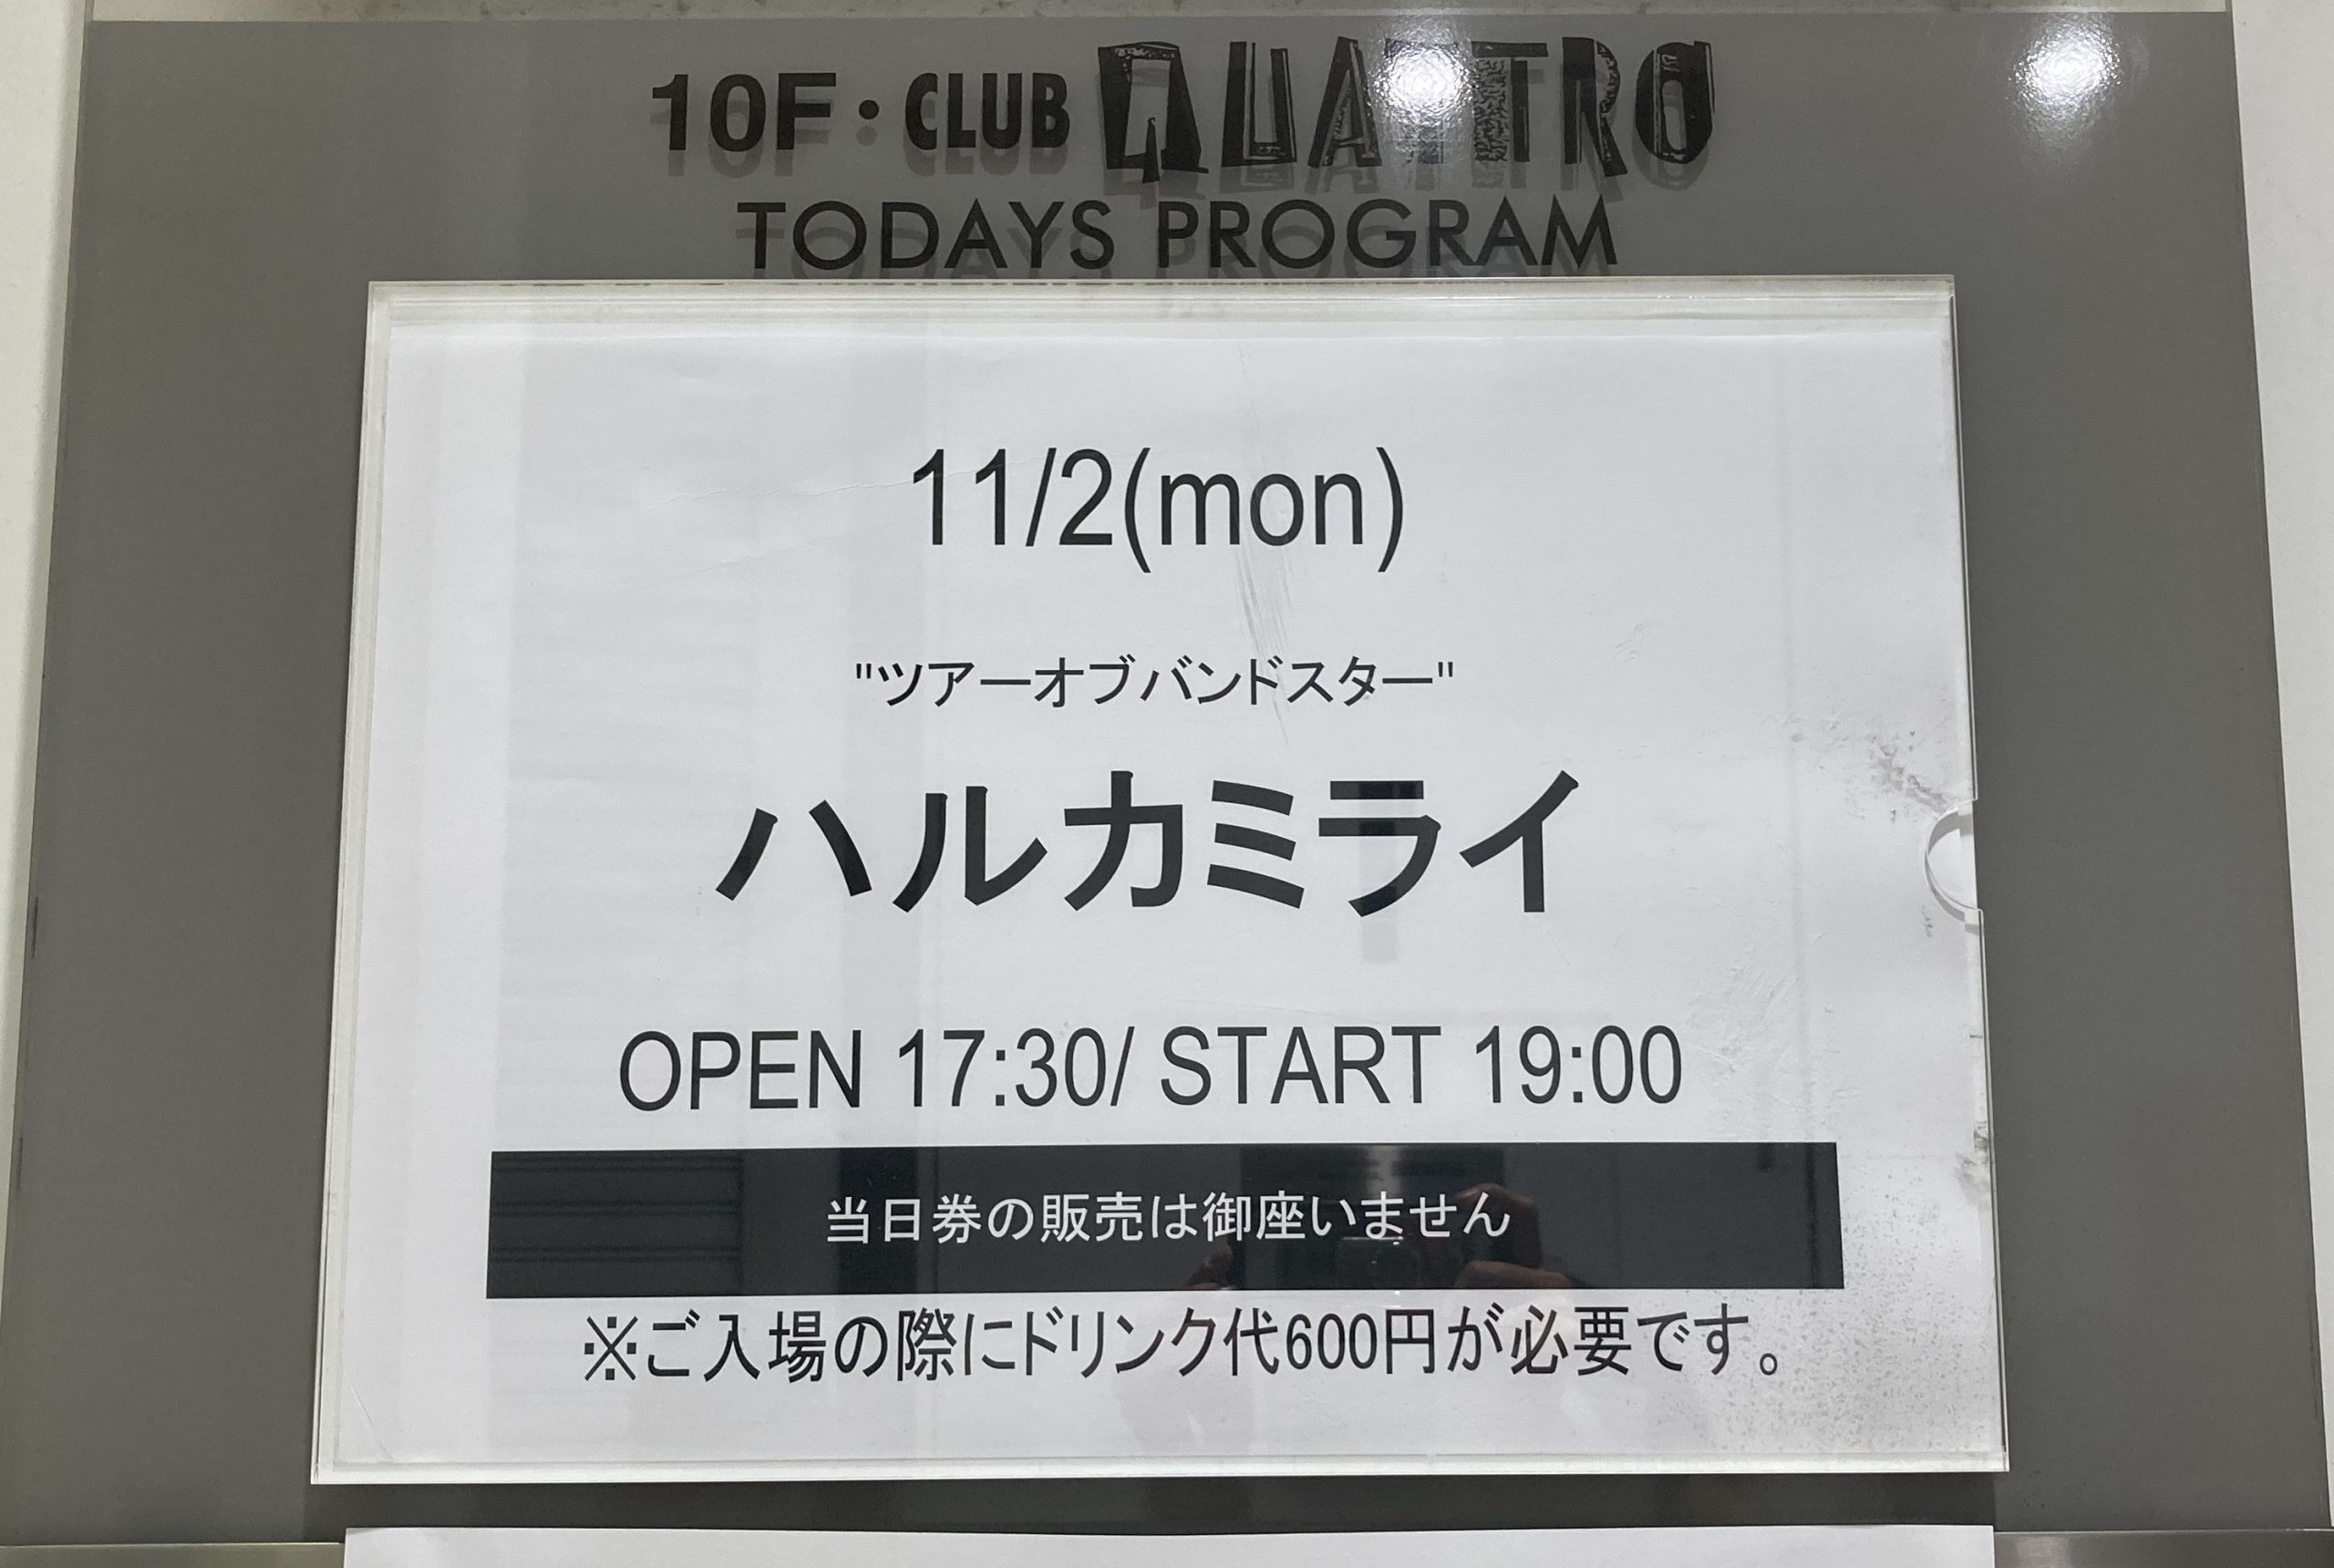 10F・CLUB QUATTRO
TODAYS PROGRAM
11/2(mon)
"ツアーオブバンドスター"
ハルカミライ
OPEN 17:30/ START 19:00
当日券の販売は御座いません
※ご入場の際にドリンク代600円が必要です。